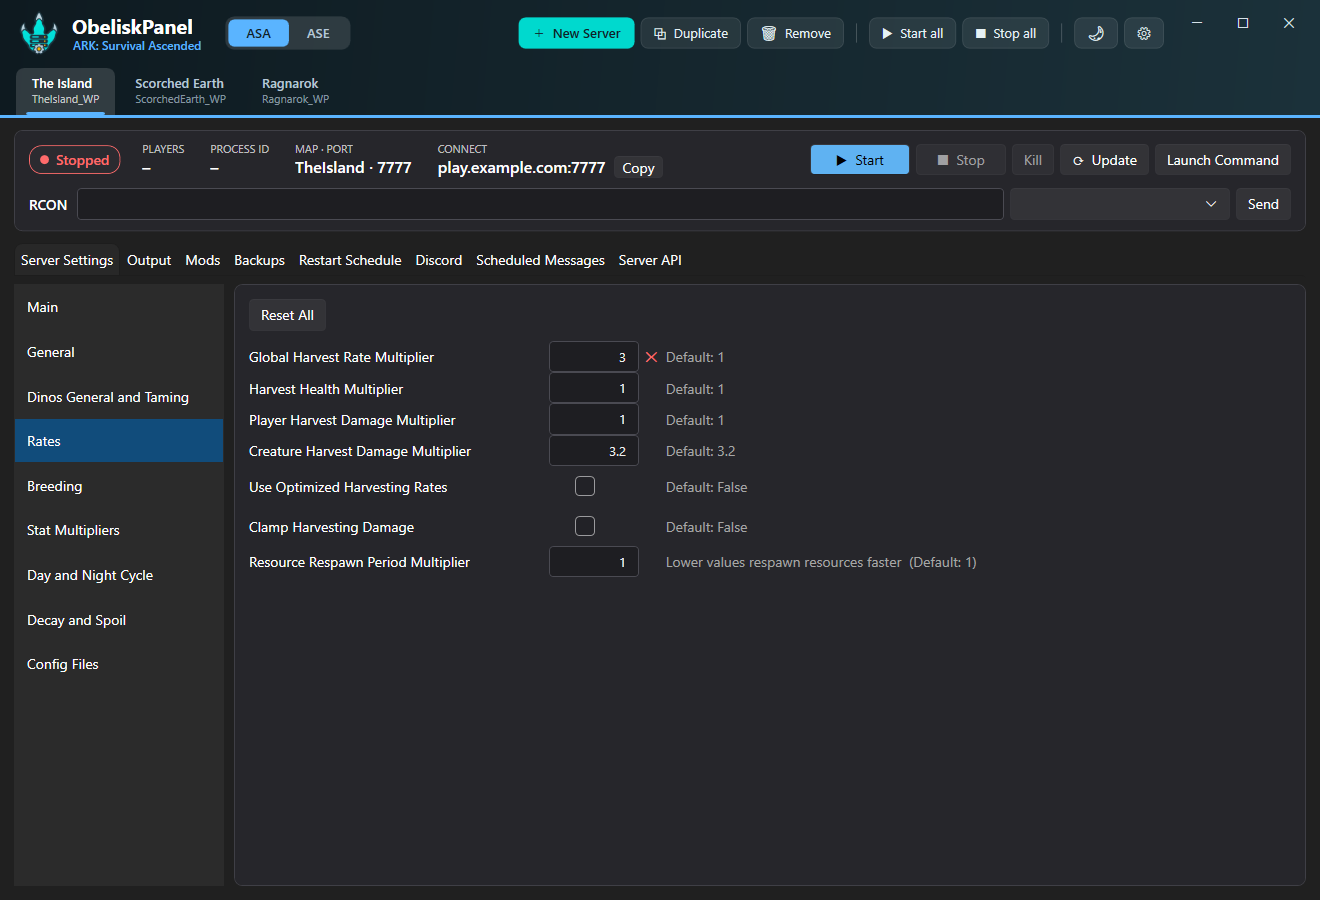 ObeliskPanel
ARK: Survival Ascended
ASA
ASE
+ New Server
Duplicate
Remove
Start all
Stop all
The Island
TheIsland_WP
Scorched Earth
ScorchedEarth_WP
Ragnarok
Ragnarok_WP
Stopped
PLAYERS
–
PROCESS ID
–
MAP · PORT
TheIsland · 7777
CONNECT
play.example.com:7777
Copy
Start
Stop
Kill
Update
Launch Command
RCON
Send
Server Settings
Output
Mods
Backups
Restart Schedule
Discord
Scheduled Messages
Server API
Main
General
Dinos General and Taming
Rates
Breeding
Stat Multipliers
Day and Night Cycle
Decay and Spoil
Config Files
Reset All
Global Harvest Rate Multiplier 3 Default: 1
Harvest Health Multiplier 1 Default: 1
Player Harvest Damage Multiplier 1 Default: 1
Creature Harvest Damage Multiplier 3.2 Default: 3.2
Use Optimized Harvesting Rates Default: False
Clamp Harvesting Damage Default: False
Resource Respawn Period Multiplier 1 Lower values respawn resources faster (Default: 1)